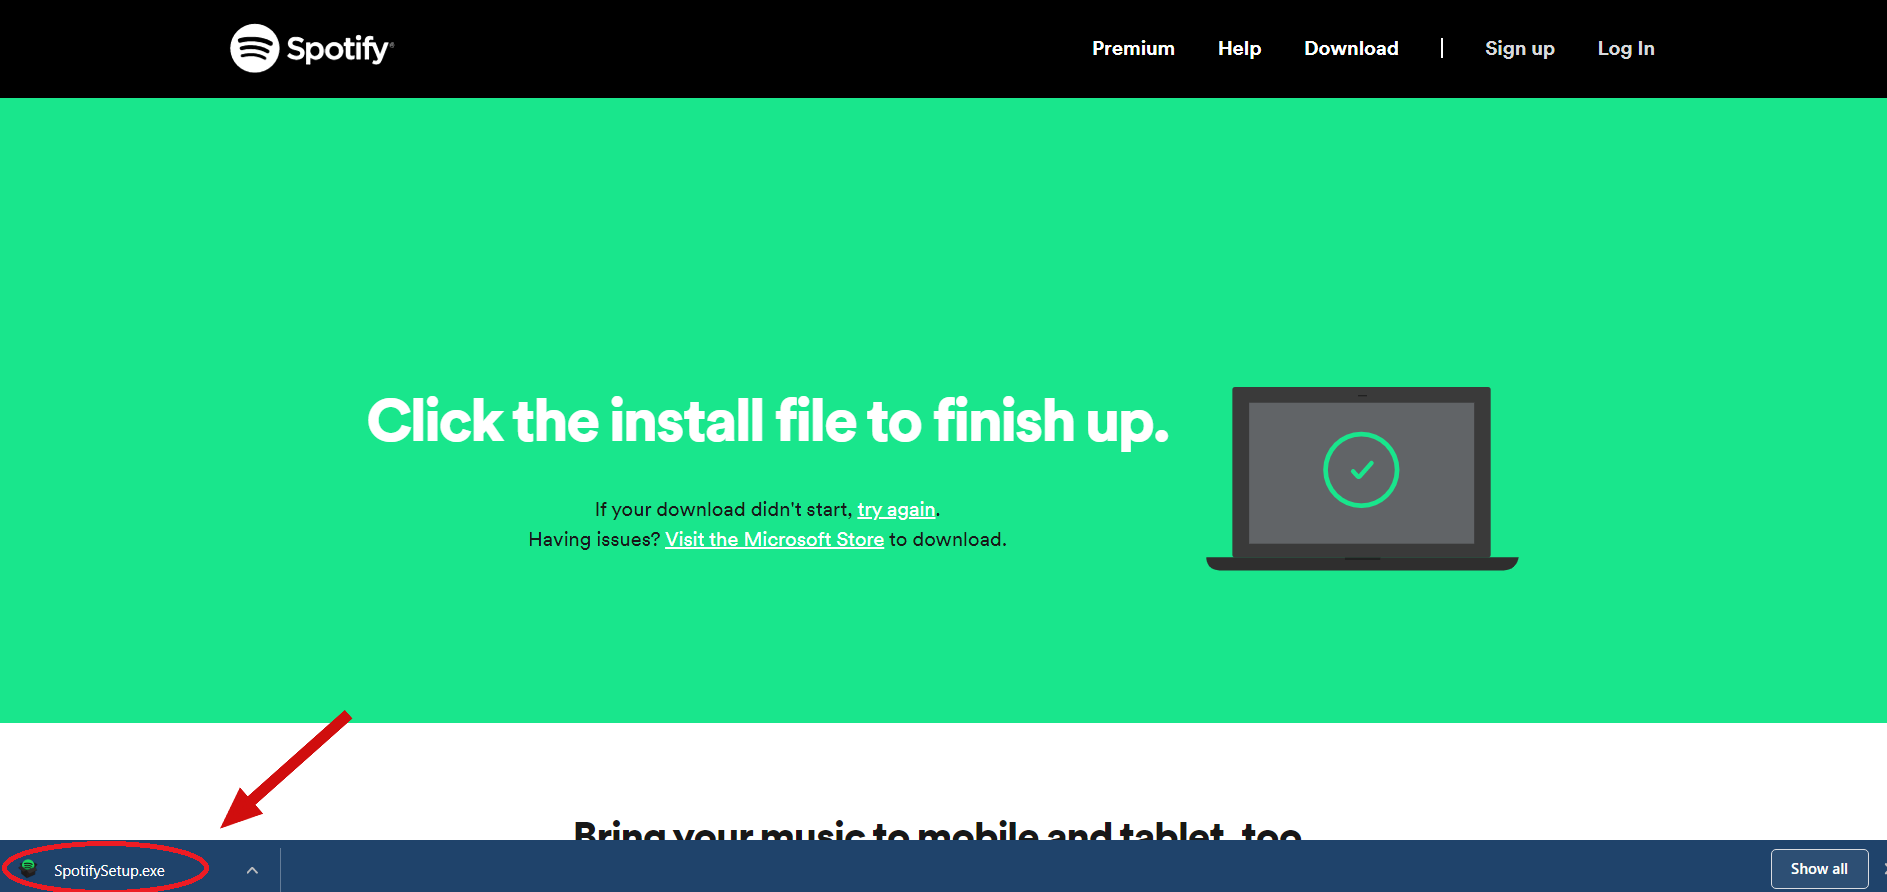 Spotify®
Premium Help Download | Sign up Log In
Click the install file to finish up.
If your download didn't start, try again.
Having issues? Visit the Microsoft Store to download.
Bring your music to mobile and tablet, too
SpotifySetup.exe
Show all